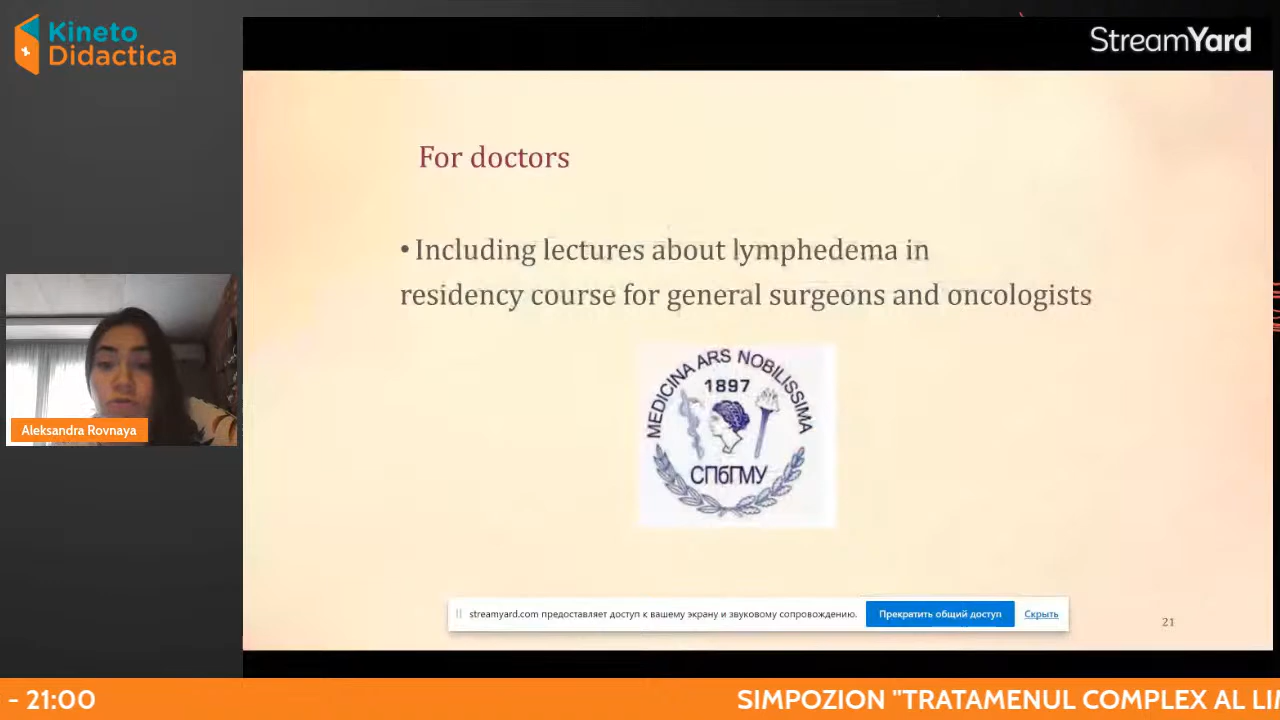 Kineto
Didactica
StreamYard
For doctors
• Including lectures about lymphedema in
residency course for general surgeons and oncologists
MEDICINA ARS NOBILISSIMA
1897
СПбГМУ
Aleksandra Rovnaya
streamyard.com предоставляет доступ к вашему экрану и звуковому сопровождению.
Прекратить общий доступ
Скрыть
21
- 21:00
SIMPOZION "TRATAMENUL COMPLEX AL LIM